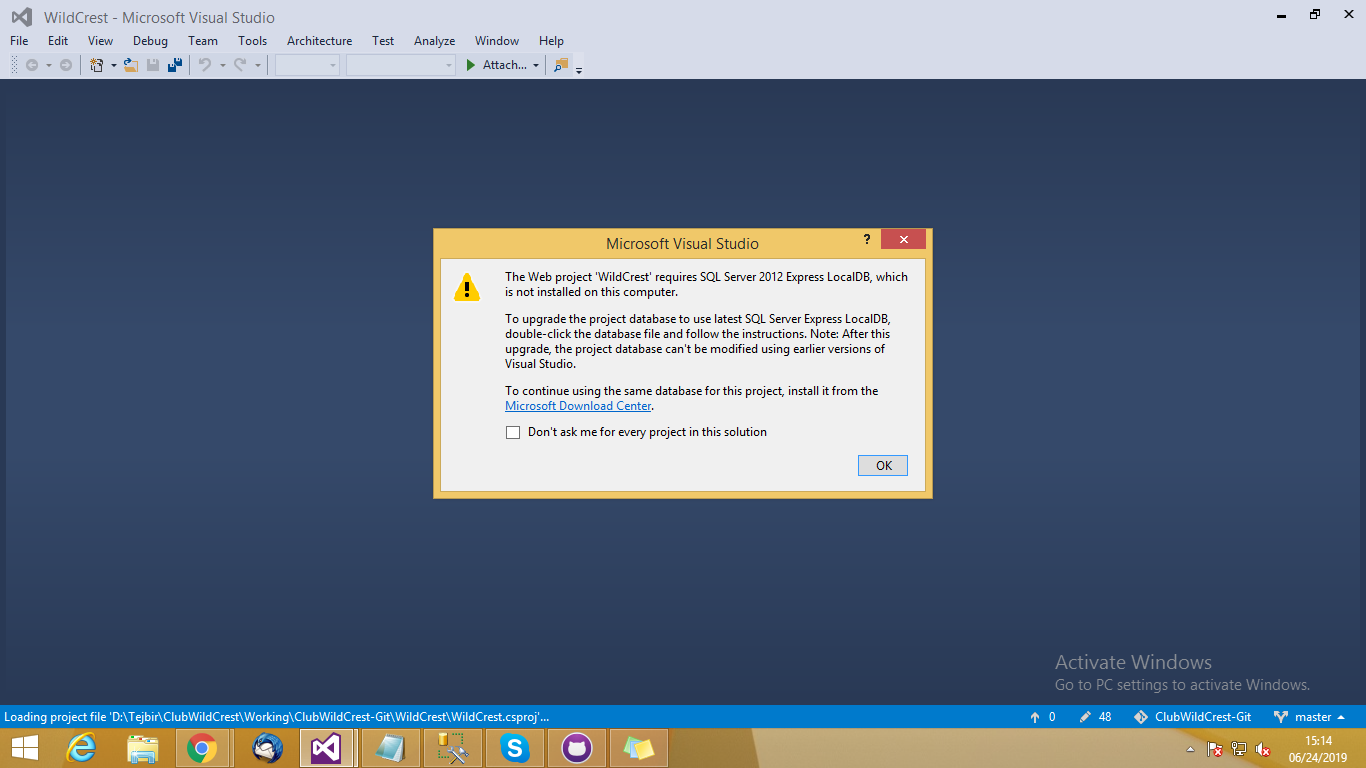 WildCrest - Microsoft Visual Studio
File Edit View Debug Team Tools Architecture Test Analyze Window Help
Attach...
Microsoft Visual Studio
?
The Web project 'WildCrest' requires SQL Server 2012 Express LocalDB, which
is not installed on this computer.
To upgrade the project database to use latest SQL Server Express LocalDB,
double-click the database file and follow the instructions. Note: After this
upgrade, the project database can't be modified using earlier versions of
Visual Studio.
To continue using the same database for this project, install it from the
Microsoft Download Center.
Don't ask me for every project in this solution
OK
Activate Windows
Go to PC settings to activate Windows.
Loading project file 'D:\Tejbir\ClubWildCrest\Working\ClubWildCrest-Git\WildCrest\WildCrest.csproj'... 0 48 ClubWildCrest-Git master
15:14
06/24/2019